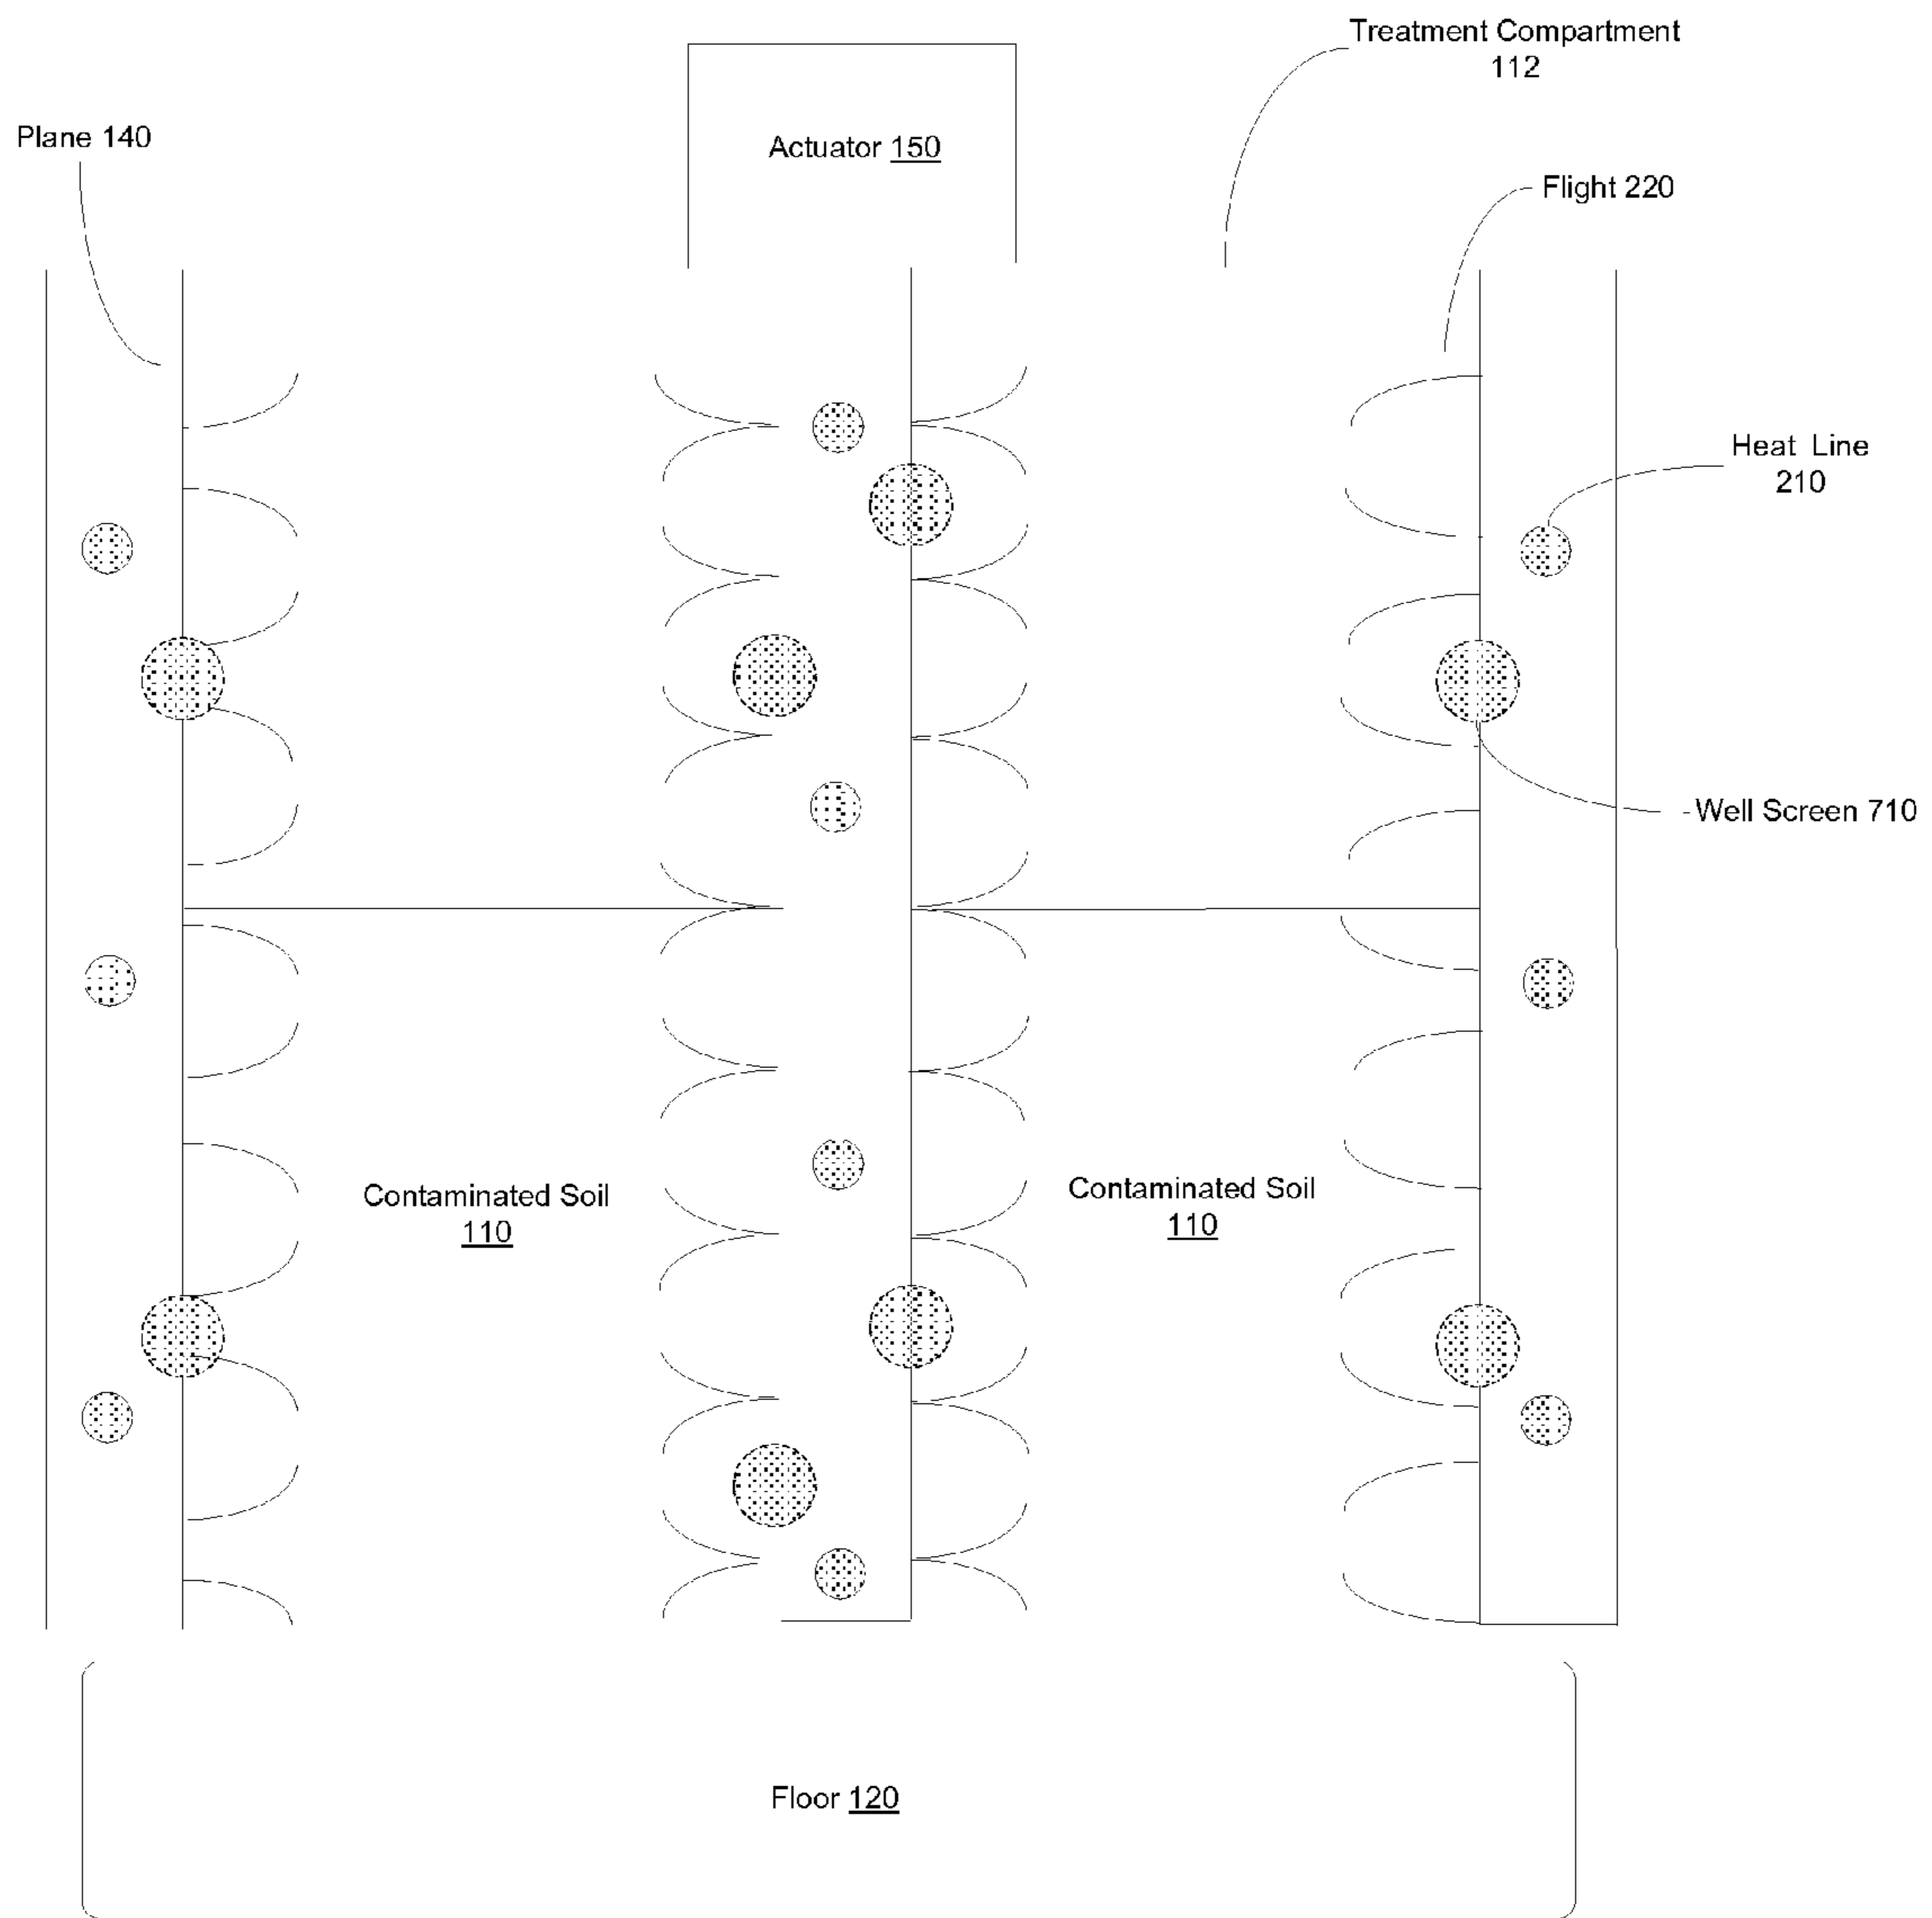 Treatment Compartment
112
Plane 140
Actuator 150
Flight 220
Heat Line
210
Well Screen 710
Contaminated Soil
110
Contaminated Soil
110
Floor 120